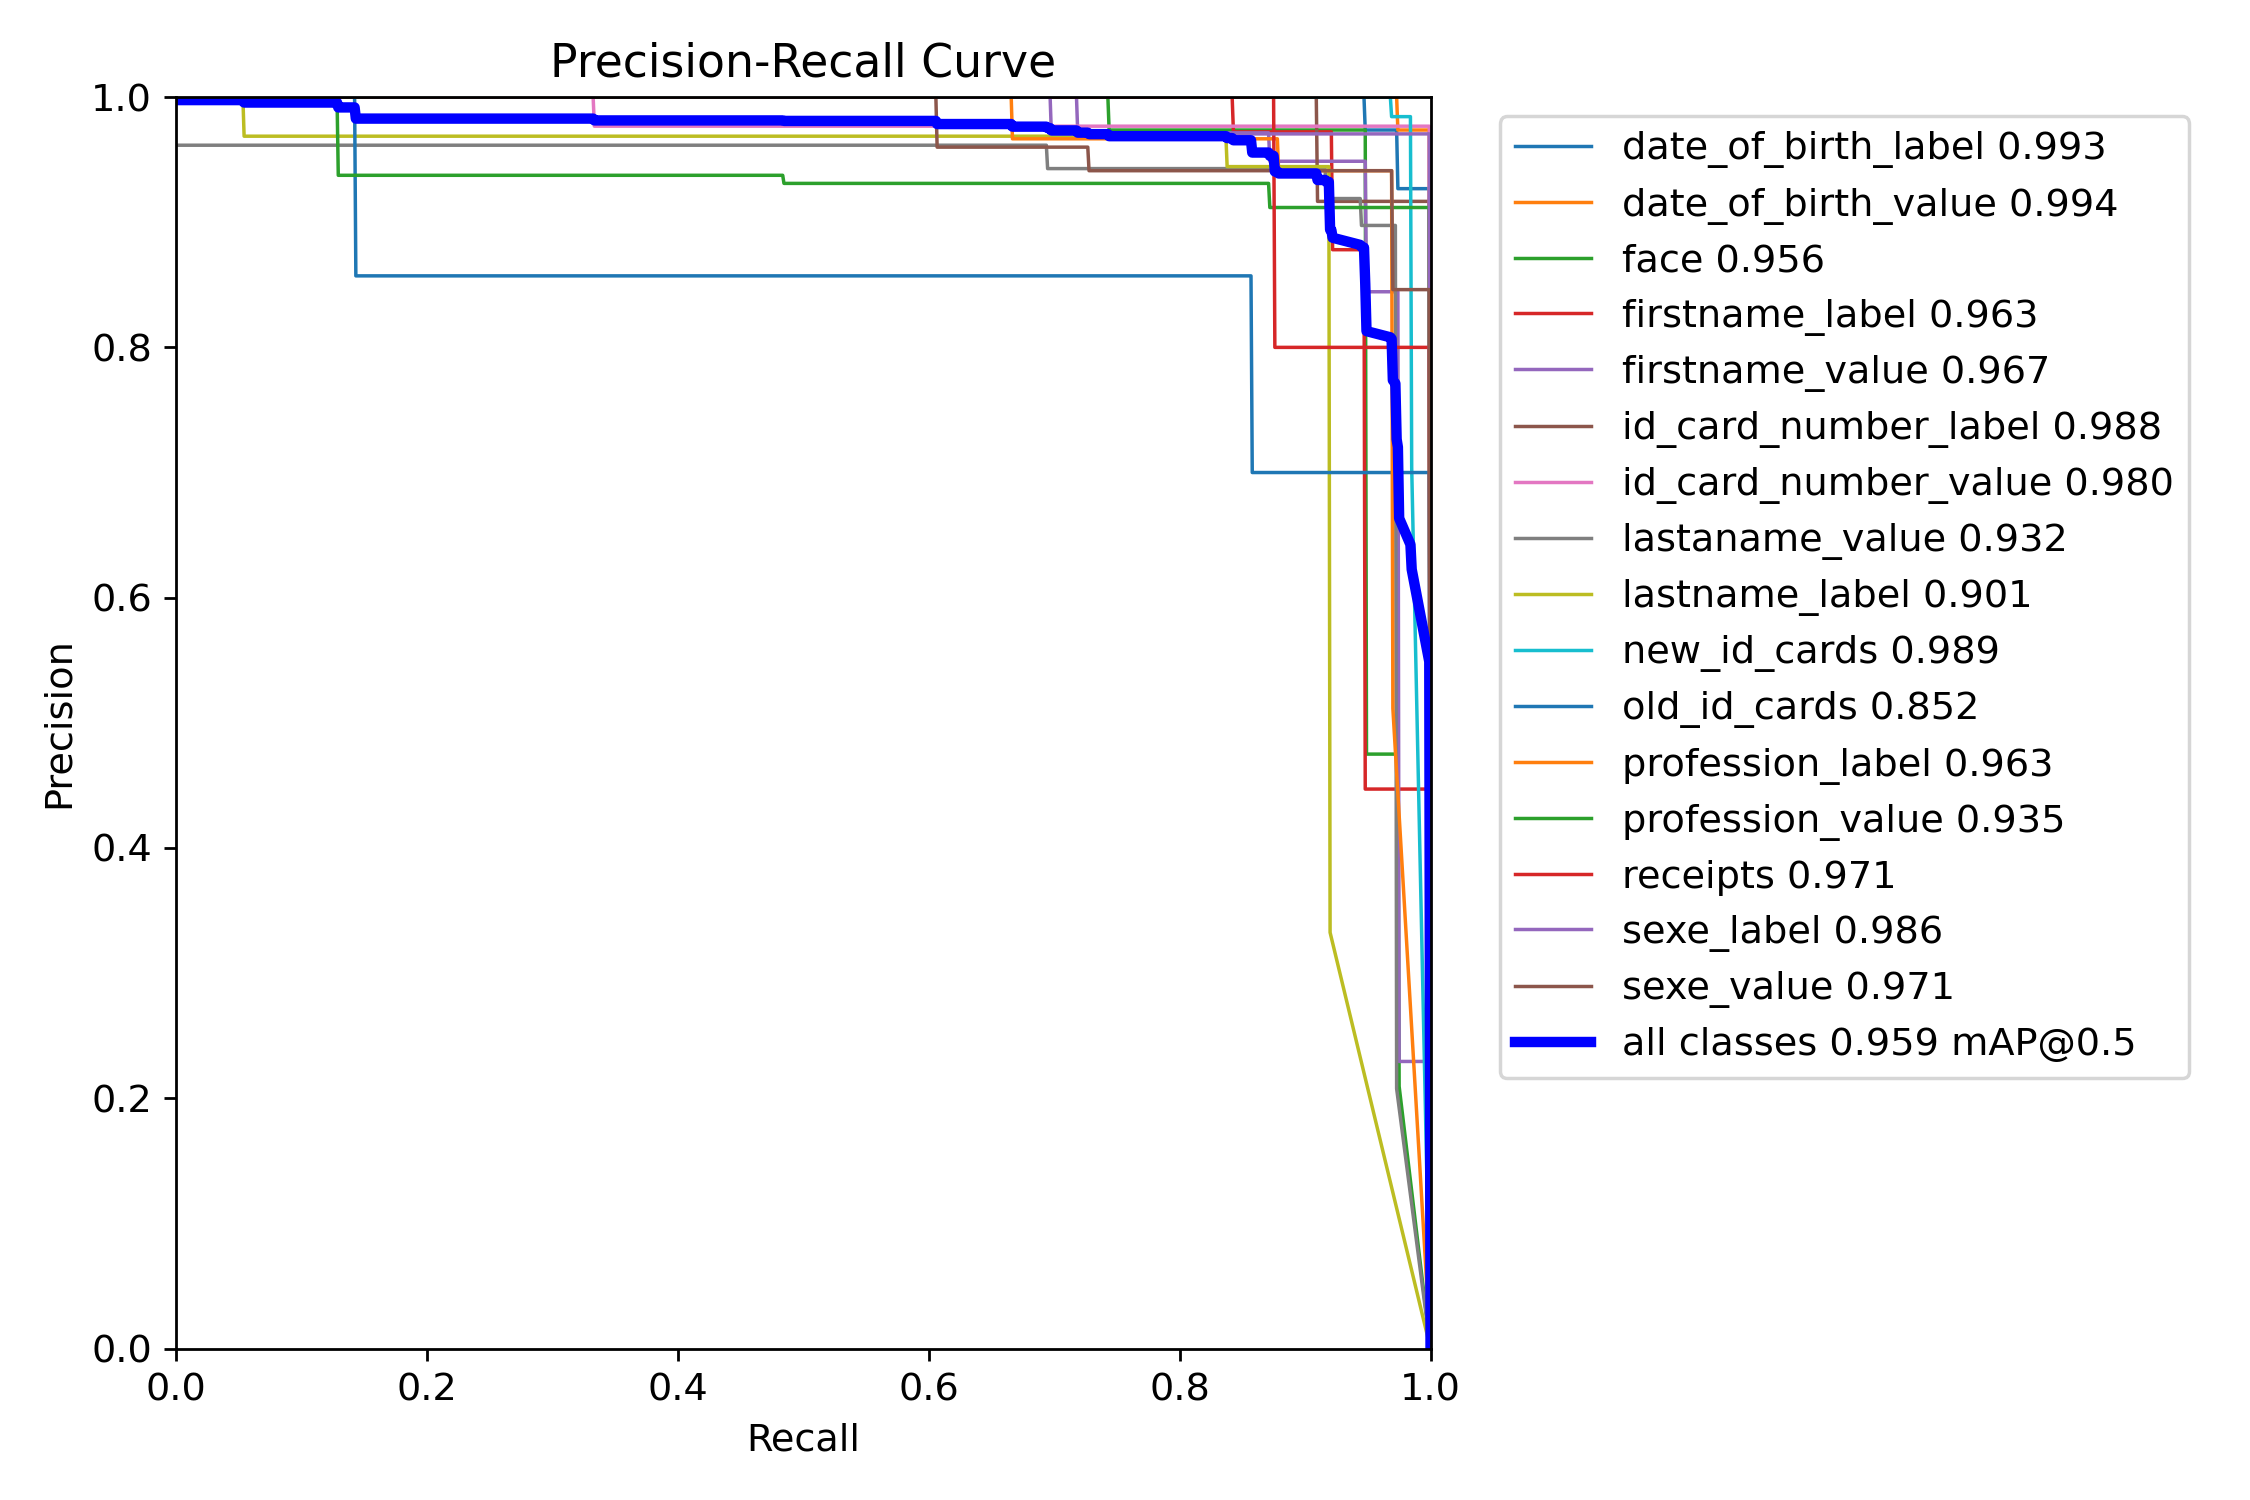 Precision-Recall Curve
1.0
0.8
0.6
0.4
0.2
0.0
Precision
0.0 0.2 0.4 0.6 0.8 1.0
Recall
date_of_birth_label 0.993
date_of_birth_value 0.994
face 0.956
firstname_label 0.963
firstname_value 0.967
id_card_number_label 0.988
id_card_number_value 0.980
lastaname_value 0.932
lastname_label 0.901
new_id_cards 0.989
old_id_cards 0.852
profession_label 0.963
profession_value 0.935
receipts 0.971
sexe_label 0.986
sexe_value 0.971
all classes 0.959 mAP@0.5